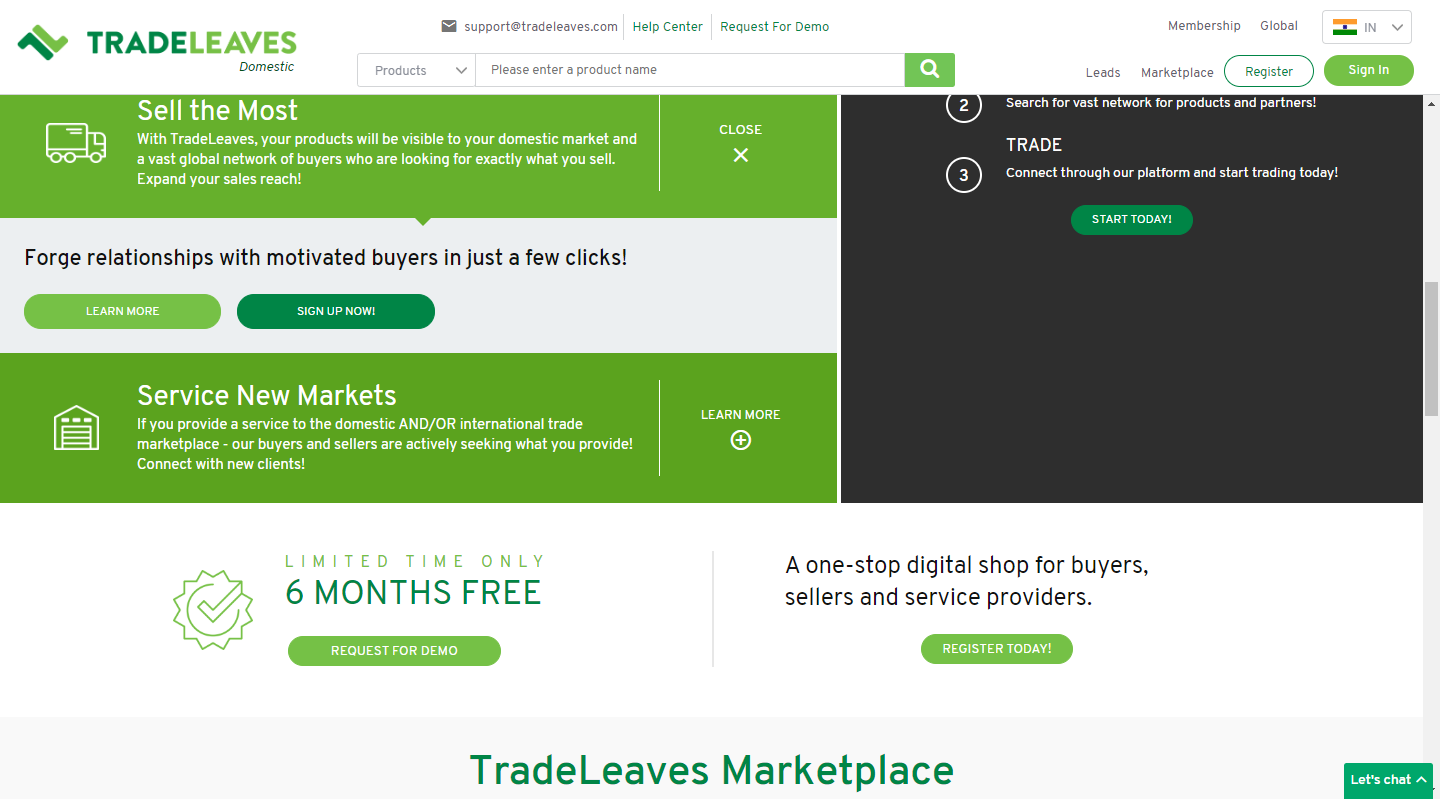 support@tradeleaves.com
Help Center
Request For Demo
Membership
Global
IN
TRADELEAVES
Domestic
Products
Please enter a product name
Leads
Marketplace
Register
Sign In
Sell the Most
With TradeLeaves, your products will be visible to your domestic market and
a vast global network of buyers who are looking for exactly what you sell.
Expand your sales reach!
CLOSE
Forge relationships with motivated buyers in just a few clicks!
LEARN MORE
SIGN UP NOW!
Service New Markets
If you provide a service to the domestic AND/OR international trade
marketplace - our buyers and sellers are actively seeking what you provide!
Connect with new clients!
LEARN MORE
2
Search for vast network for products and partners!
TRADE
3
Connect through our platform and start trading today!
START TODAY!
LIMITED TIME ONLY
6 MONTHS FREE
REQUEST FOR DEMO
A one-stop digital shop for buyers,
sellers and service providers.
REGISTER TODAY!
TradeLeaves Marketplace
Let's chat